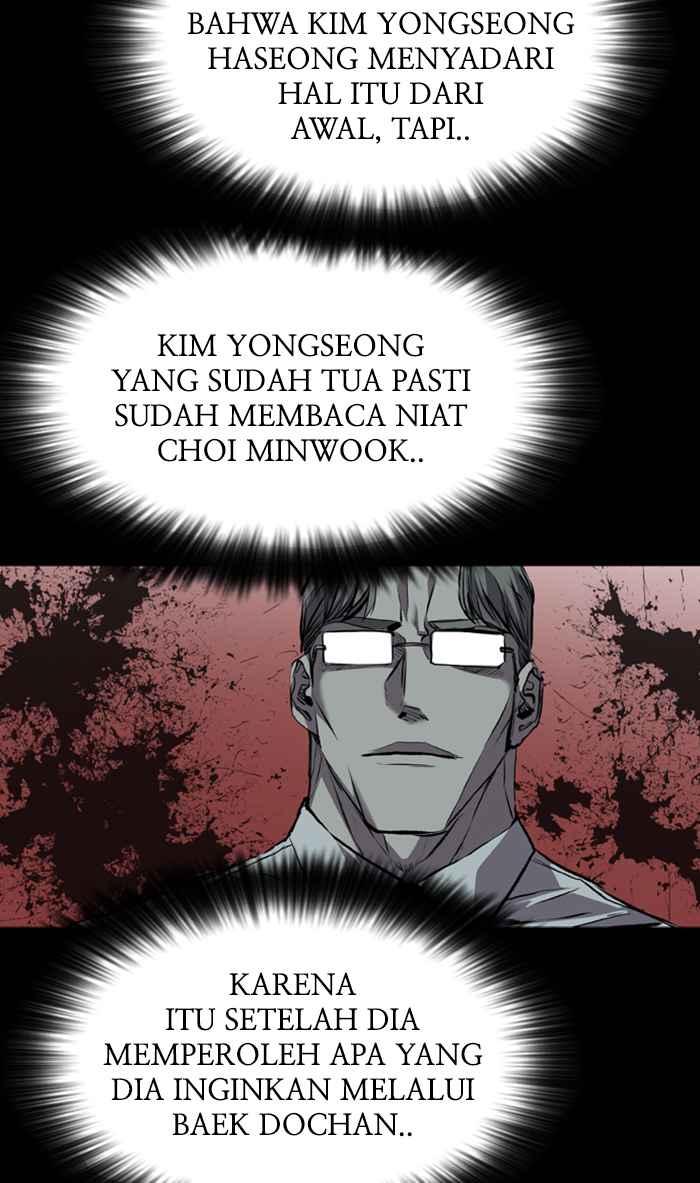 BAHWA KIM YONGSEONG
HASEONG MENYADARI
HAL ITU DARI
AWAL, TAPI..
KIM YONGSEONG
YANG SUDAH TUA PASTI
SUDAH MEMBACA NIAT
CHOI MINWOOK..
KARENA
ITU SETELAH DIA
MEMPEROLEH APA YANG
DIA INGINKAN MELALUI
BAEK DOCHAN..